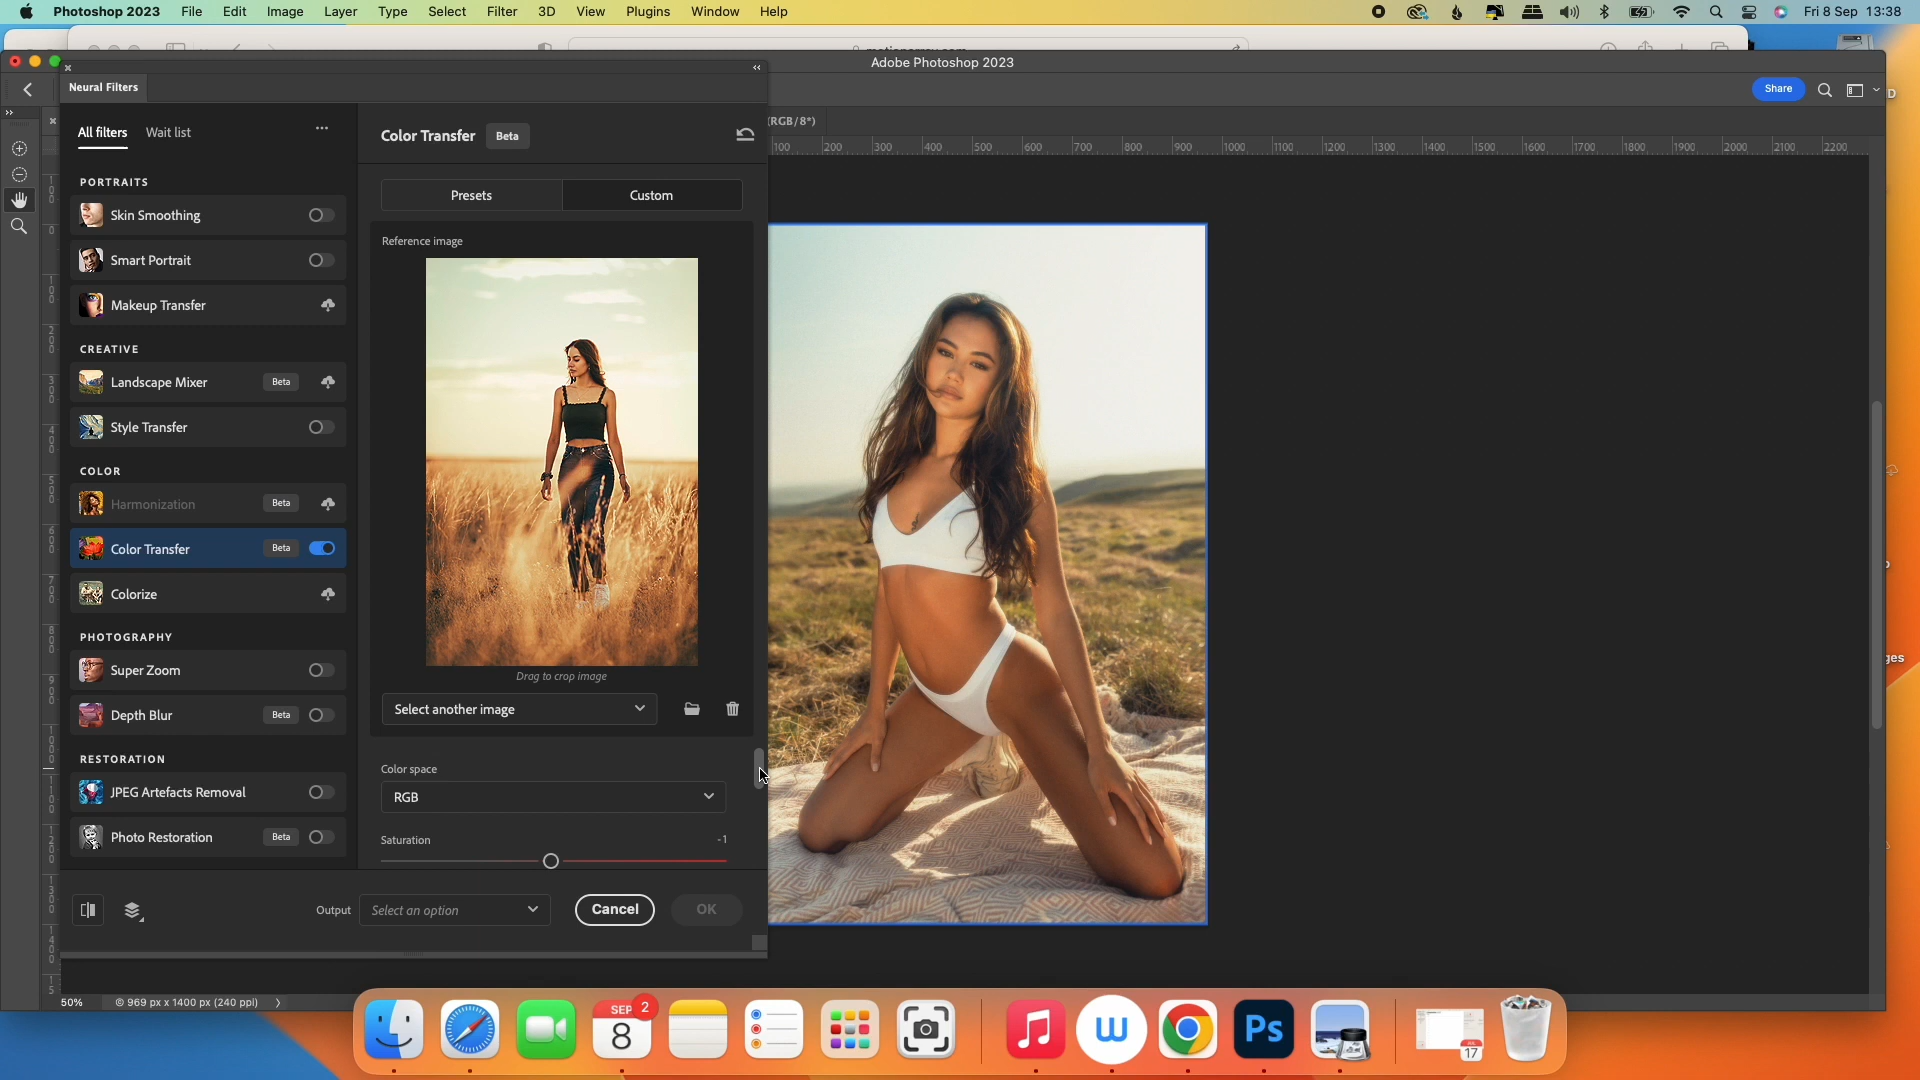 Photoshop 2023 File Edit Image Layer Type Select Filter 3D View Plugins Window Help
Fri 8 Sep 13:38
Adobe Photoshop 2023
Neural Filters
Share
All filters Wait list
Color Transfer Beta
(RGB/8*)
100 200 300 400 500 600 700 800 900 1000 1100 1200 1300 1400 1500 1600 1700 1800 1900 2000 2100 2200
PORTRAITS
Skin Smoothing
Smart Portrait
Makeup Transfer
CREATIVE
Landscape Mixer Beta
Style Transfer
COLOR
Harmonization Beta
Color Transfer Beta
Colorize
PHOTOGRAPHY
Super Zoom
Depth Blur Beta
RESTORATION
JPEG Artefacts Removal
Photo Restoration Beta
Presets Custom
Reference image
Drag to crop image
Select another image
Color space
RGB
Saturation -1
Output Select an option Cancel OK
50% 969 px x 1400 px (240 ppi)
ges
SEP 2
8
Ps
17